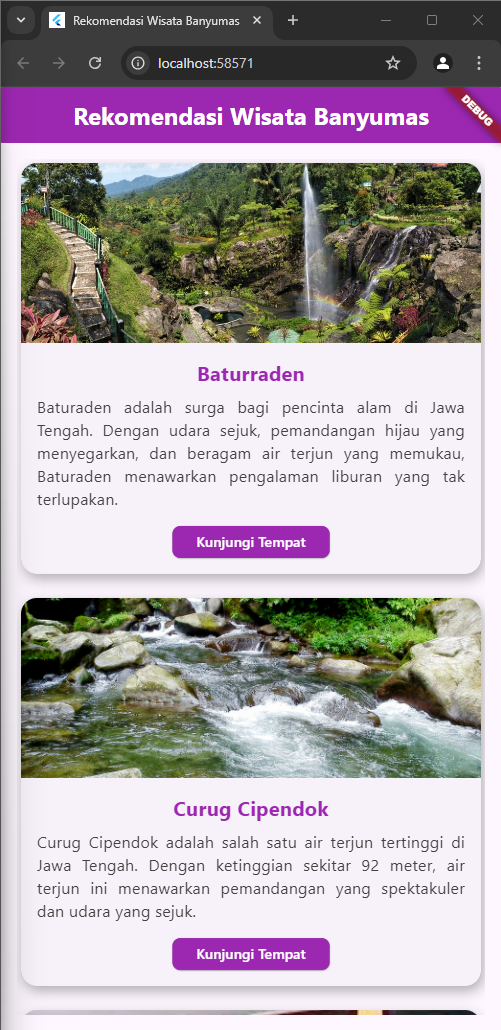 Rekomendasi Wisata Banyumas
localhost:58571
Rekomendasi Wisata Banyumas
DEBUG
Baturraden
Baturaden adalah surga bagi pencinta alam di Jawa
Tengah. Dengan udara sejuk, pemandangan hijau yang
menyegarkan, dan beragam air terjun yang memukau,
Baturaden menawarkan pengalaman liburan yang tak
terlupakan.
Kunjungi Tempat
Curug Cipendok
Curug Cipendok adalah salah satu air terjun tertinggi di
Jawa Tengah. Dengan ketinggian sekitar 92 meter, air
terjun ini menawarkan pemandangan yang spektakuler
dan udara yang sejuk.
Kunjungi Tempat